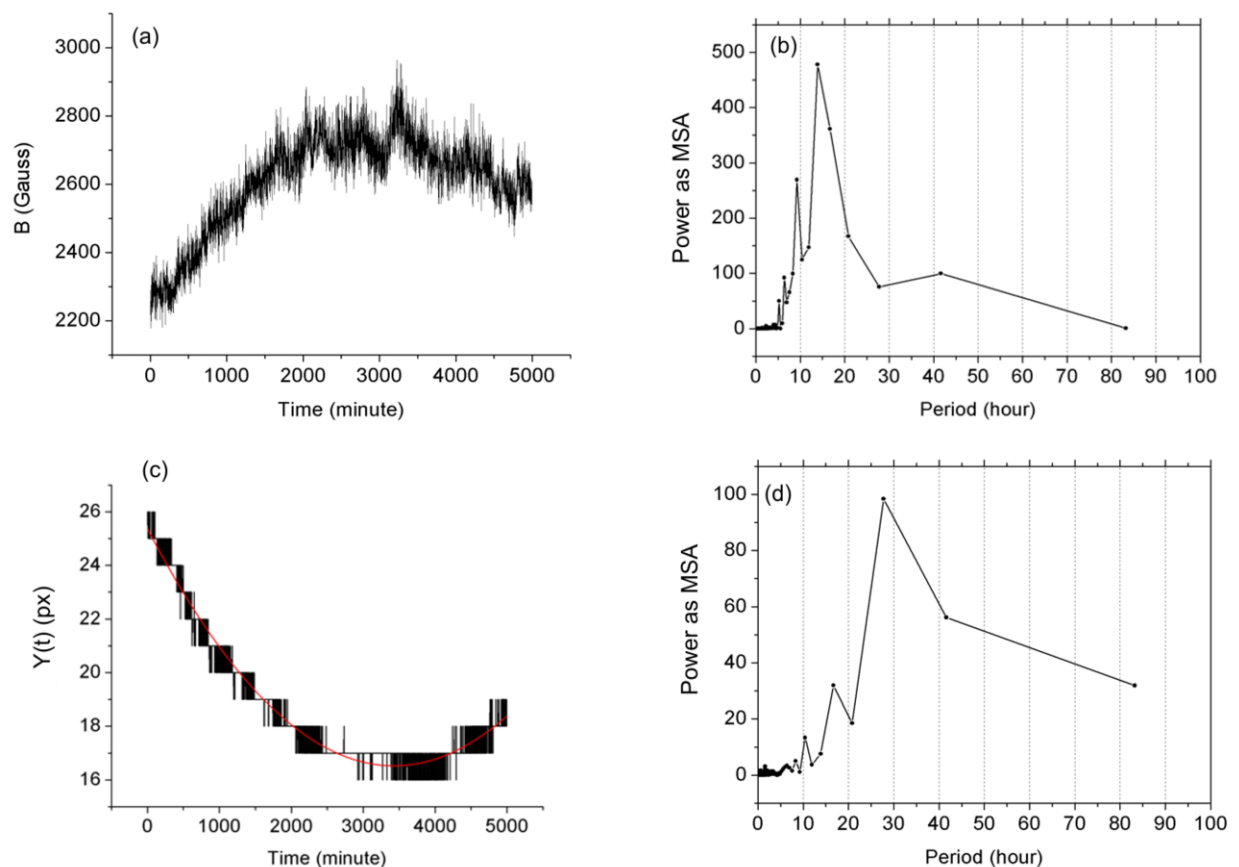 (a)
3000
2800
2600
2400
2200
B (Gauss)
0 1000 2000 3000 4000 5000
Time (minute)
(b)
500
400
300
200
100
0
Power as MSA
0 10 20 30 40 50 60 70 80 90 100
Period (hour)
(c)
26
24
22
20
18
16
Y(t) (px)
0 1000 2000 3000 4000 5000
Time (minute)
(d)
100
80
60
40
20
0
Power as MSA
0 10 20 30 40 50 60 70 80 90 100
Period (hour)